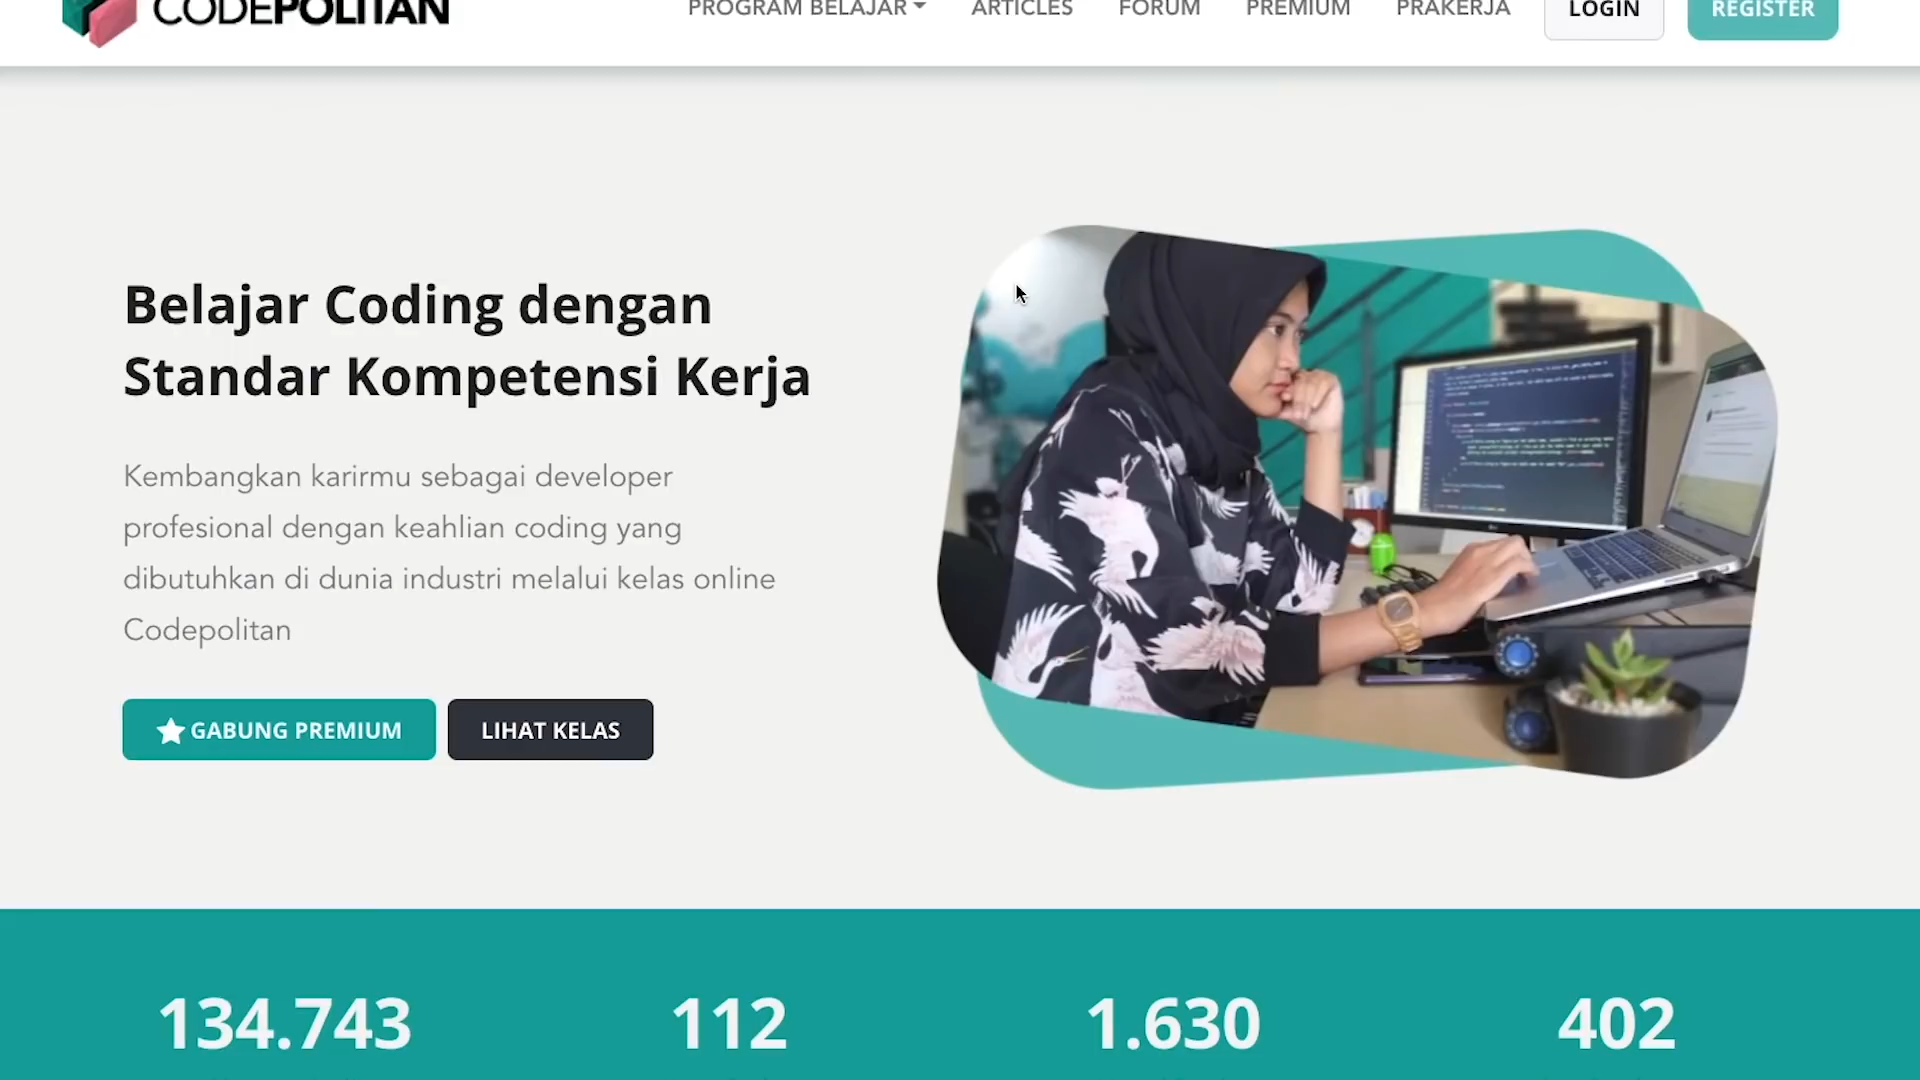 CODEPOLITAN
PROGRAM BELAJAR
ARTICLES
FORUM
PREMIUM
PRAKERJA
LOGIN
REGISTER
Belajar Coding dengan
Standar Kompetensi Kerja
Kembangkan karirmu sebagai developer
profesional dengan keahlian coding yang
dibutuhkan di dunia industri melalui kelas online
Codepolitan
GABUNG PREMIUM
LIHAT KELAS
134.743
112
1.630
402